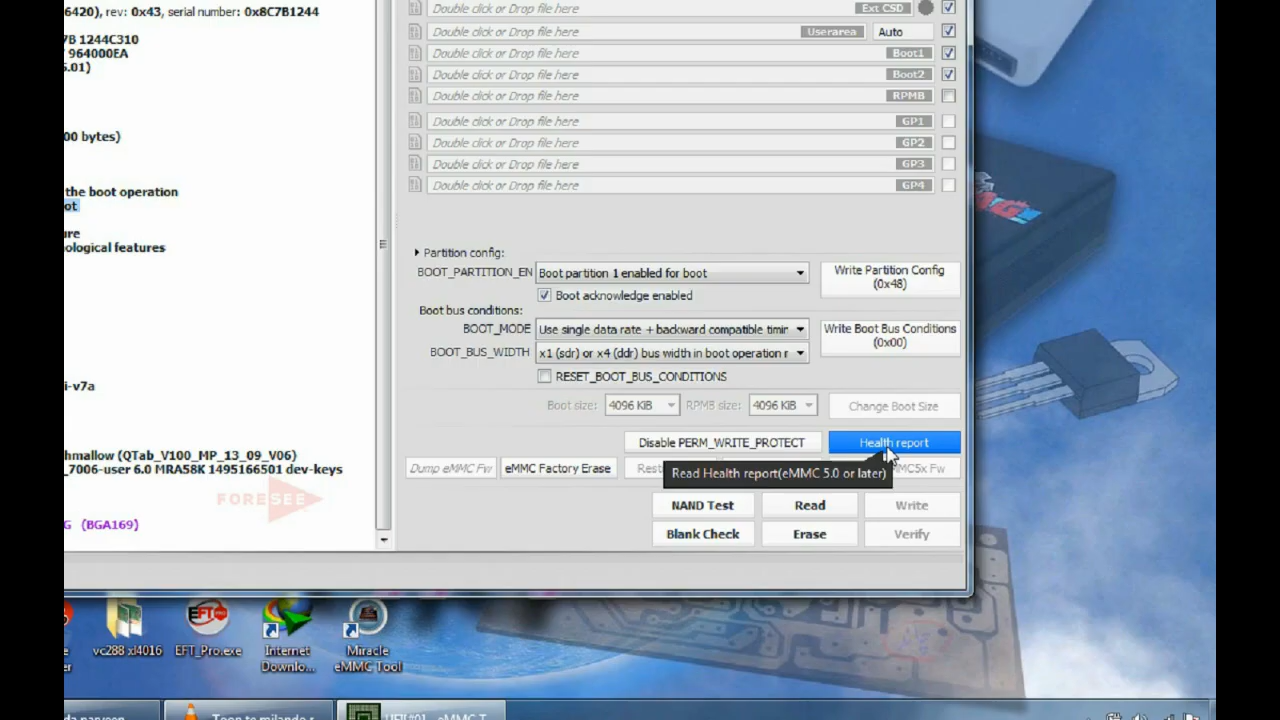 6420), rev: 0x43, serial number: 0x8C7B1244
7B 1244C310
964000EA
5.01)
00 bytes)
the boot operation
ot
ure
ological features
i-v7a
hmallow (QTab_V100_MP_13_09_V06)
_7006-user 6.0 MRA58K 1495166501 dev-keys
FORESEE
G (BGA169)
Double click or Drop file here Ext CSD
Double click or Drop file here Userarea Auto
Double click or Drop file here Boot1
Double click or Drop file here Boot2
Double click or Drop file here RPMB
Double click or Drop file here GP1
Double click or Drop file here GP2
Double click or Drop file here GP3
Double click or Drop file here GP4
Partition config:
BOOT_PARTITION_EN Boot partition 1 enabled for boot
Write Partition Config
(0x48)
Boot acknowledge enabled
Boot bus conditions:
BOOT_MODE Use single data rate + backward compatible timin
Write Boot Bus Conditions
(0x00)
BOOT_BUS_WIDTH x1 (sdr) or x4 (ddr) bus width in boot operation r
RESET_BOOT_BUS_CONDITIONS
Boot size: 4096 KiB RPMB size: 4096 KiB Change Boot Size
Disable PERM_WRITE_PROTECT Health report
Dump eMMC Fw eMMC Factory Erase Rest MMC5x Fw
Read Health report(eMMC 5.0 or later)
NAND Test Read Write
Blank Check Erase Verify
vc288 xl4016
EFT_Pro.exe
Internet
Downlo...
Miracle
eMMC Tool